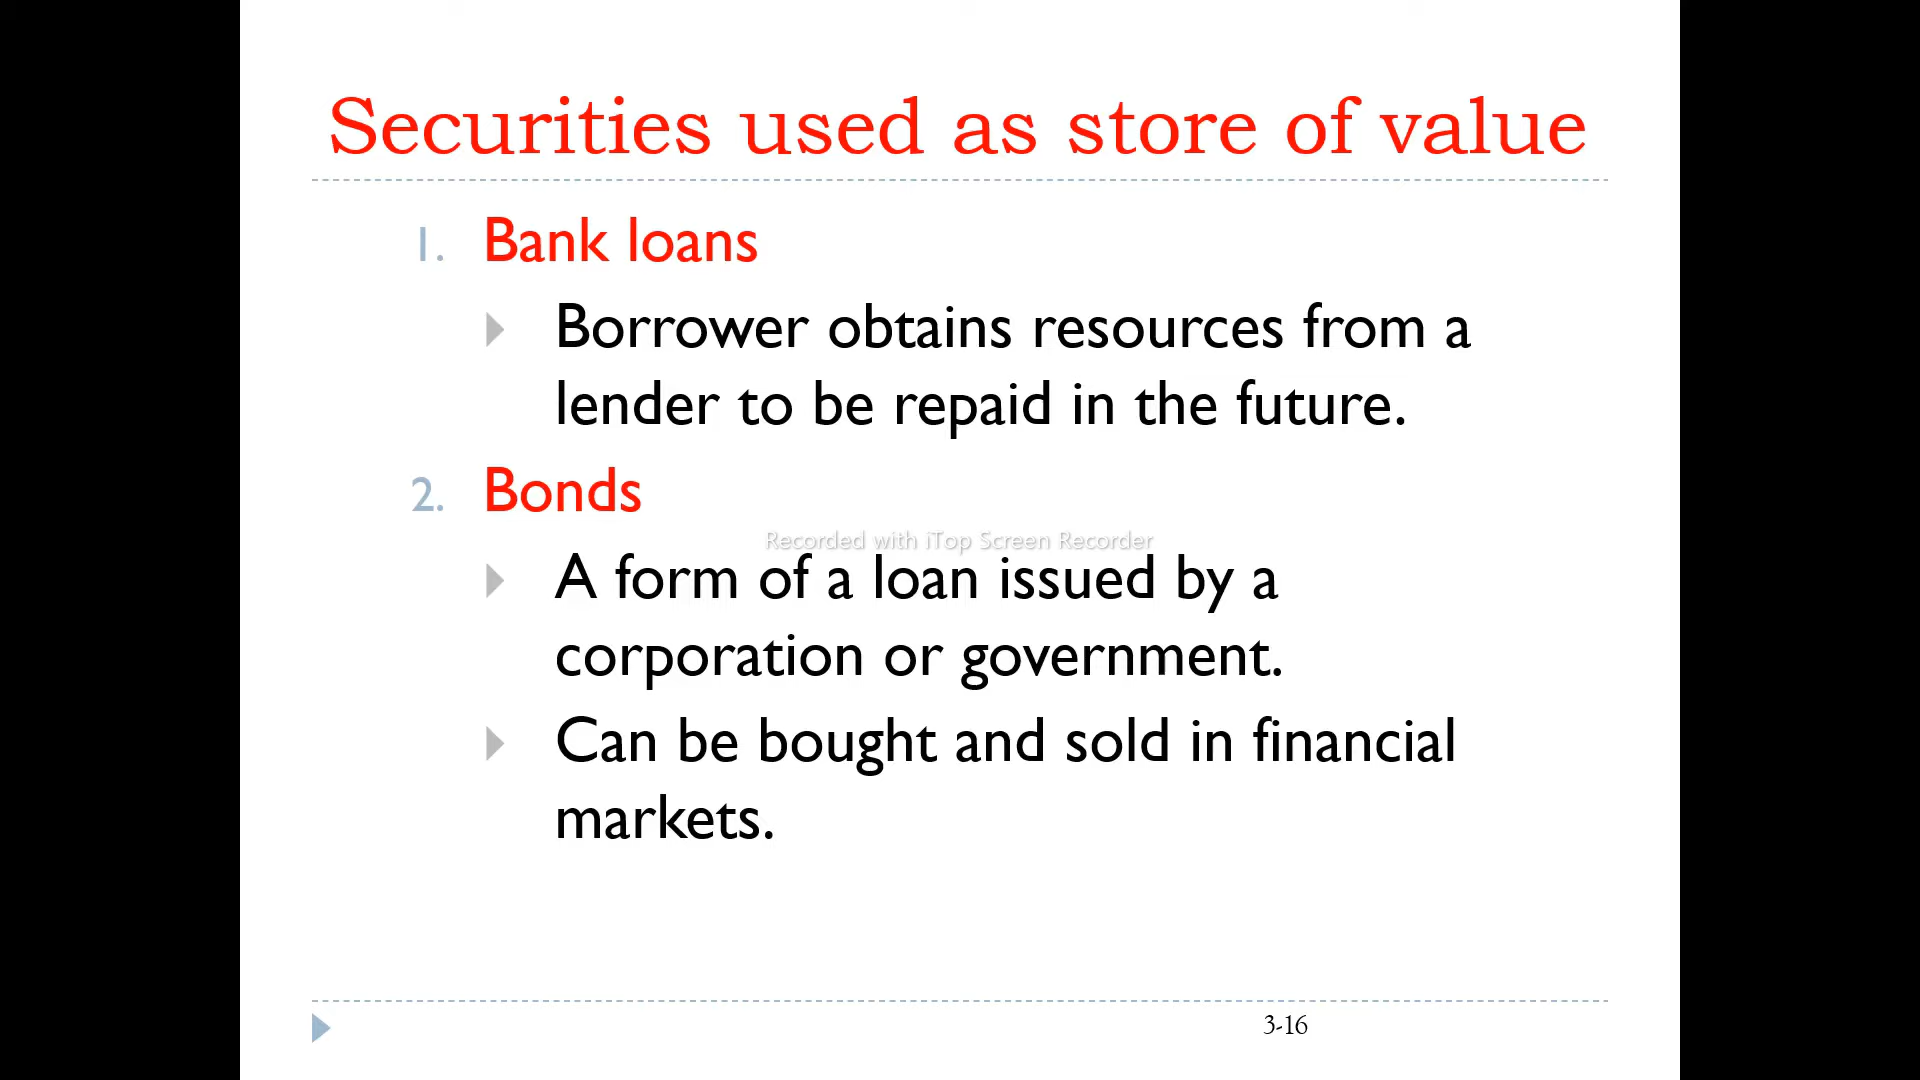 Securities used as store of value
1. Bank loans
Borrower obtains resources from a
lender to be repaid in the future.
2. Bonds
Recorded with iTop Screen Recorder
A form of a loan issued by a
corporation or government.
Can be bought and sold in financial
markets.
3-16